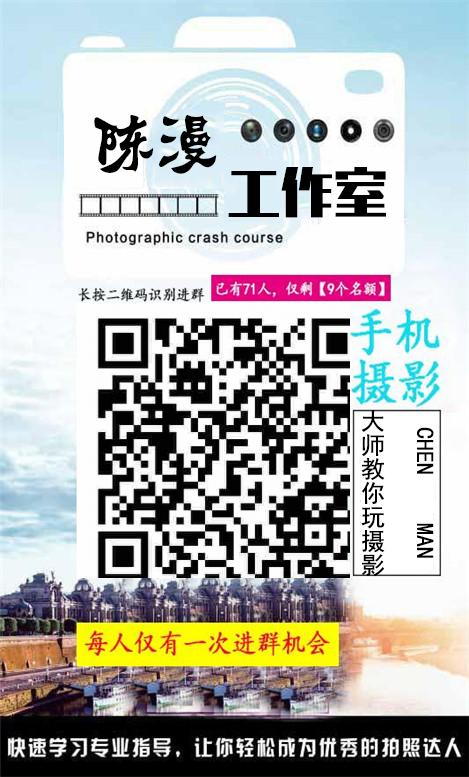 陈漫
工作室
Photographic crash course
长按二维码识别进群
已有71人，仅剩【9个名额】
手机
摄影
大师教你玩摄影
CHEN MAN
每人仅有一次进群机会
快速学习专业指导，让你轻松成为优秀的拍照达人